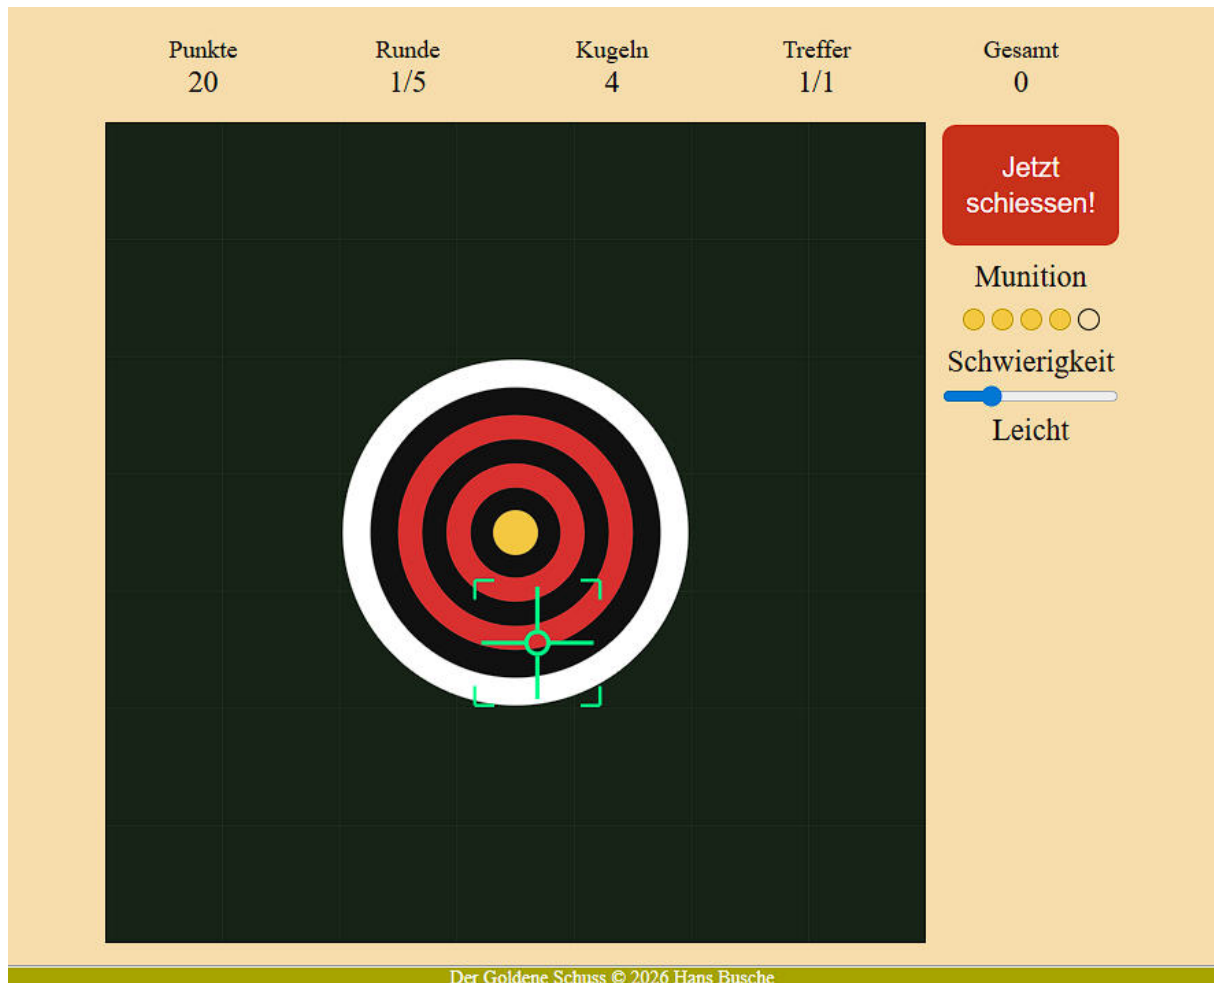 Punkte Runde Kugeln Treffer Gesamt
20 1/5 4 1/1 0
Jetzt
schiessen!
Munition
Schwierigkeit
Leicht
Der Goldene Schuss © 2026 Hans Busche